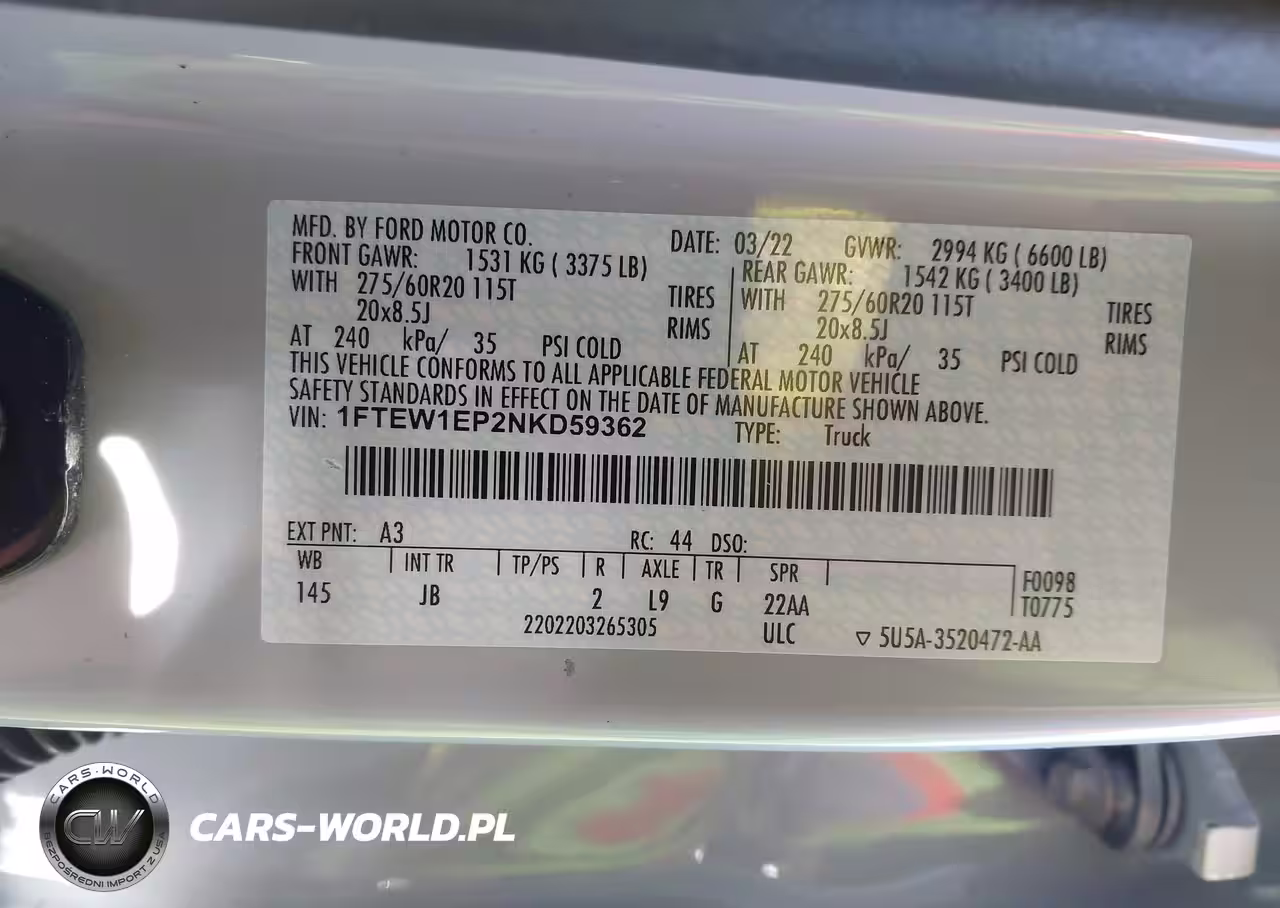 MFD. BY FORD MOTOR CO. DATE: 03/22 GVWR: 2994 KG ( 6600 LB)
FRONT GAWR: 1531 KG ( 3375 LB) REAR GAWR: 1542 KG ( 3400 LB)
WITH 275/60R20 115T TIRES WITH 275/60R20 115T TIRES
20x8.5J RIMS 20x8.5J RIMS
AT 240 kPa/ 35 PSI COLD AT 240 kPa/ 35 PSI COLD
THIS VEHICLE CONFORMS TO ALL APPLICABLE FEDERAL MOTOR VEHICLE
SAFETY STANDARDS IN EFFECT ON THE DATE OF MANUFACTURE SHOWN ABOVE.
VIN: 1FTEW1EP2NKD59362 TYPE: Truck
EXT PNT: A3 RC: 44 DSO:
WB INT TR TP/PS R AXLE TR SPR F0098
145 JB 2 L9 G 22AA T0775
2202203265305 ULC ▽ 5U5A-3520472-AA
CARS-WORLD
CW
BEZPOŚREDNI IMPORT Z USA
CARS-WORLD.PL